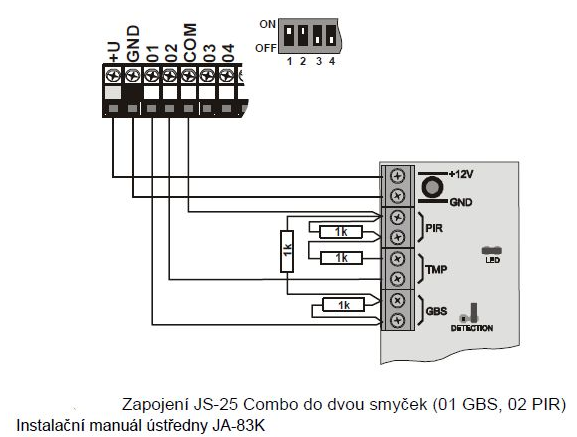 ON
OFF
1 2 3 4
+U GND 01 02 COM 03 04
+12V
GND
PIR
1k
1k
1k
TMP
LED
1k
GBS
DETECTION
Zapojení JS-25 Combo do dvou smyček (01 GBS, 02 PIR)
Instalační manuál ústředny JA-83K